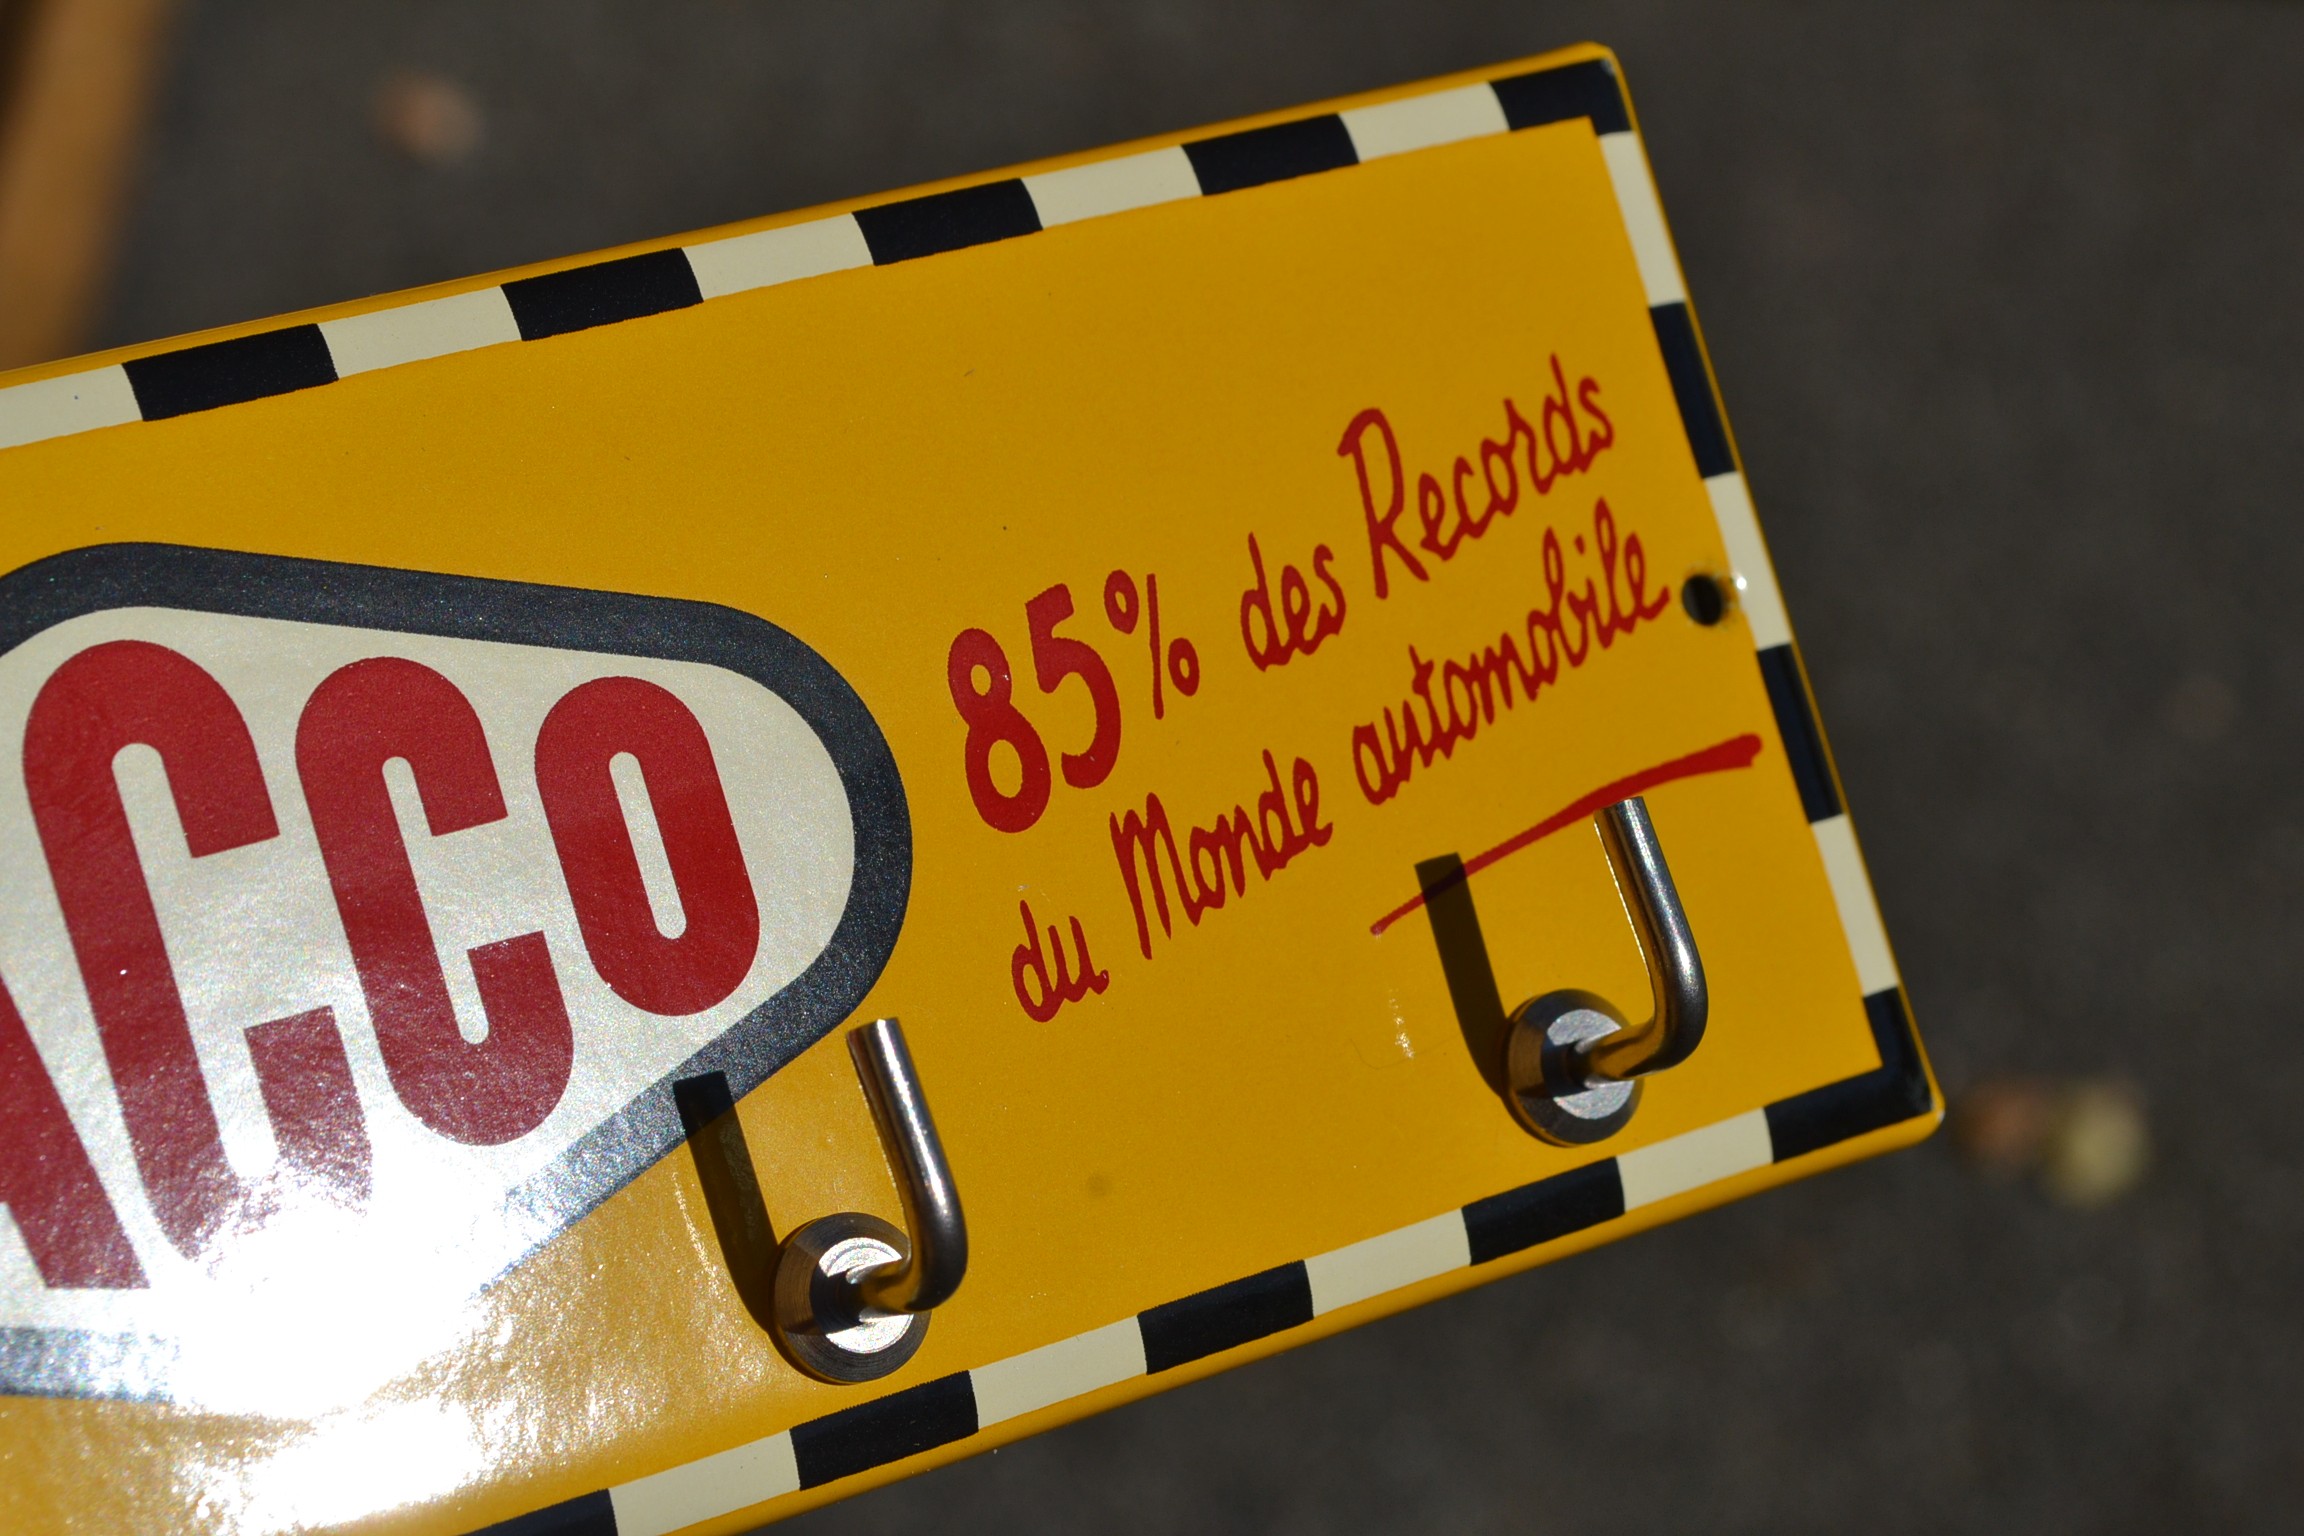 ACCO
85% des Records
du Monde automobile